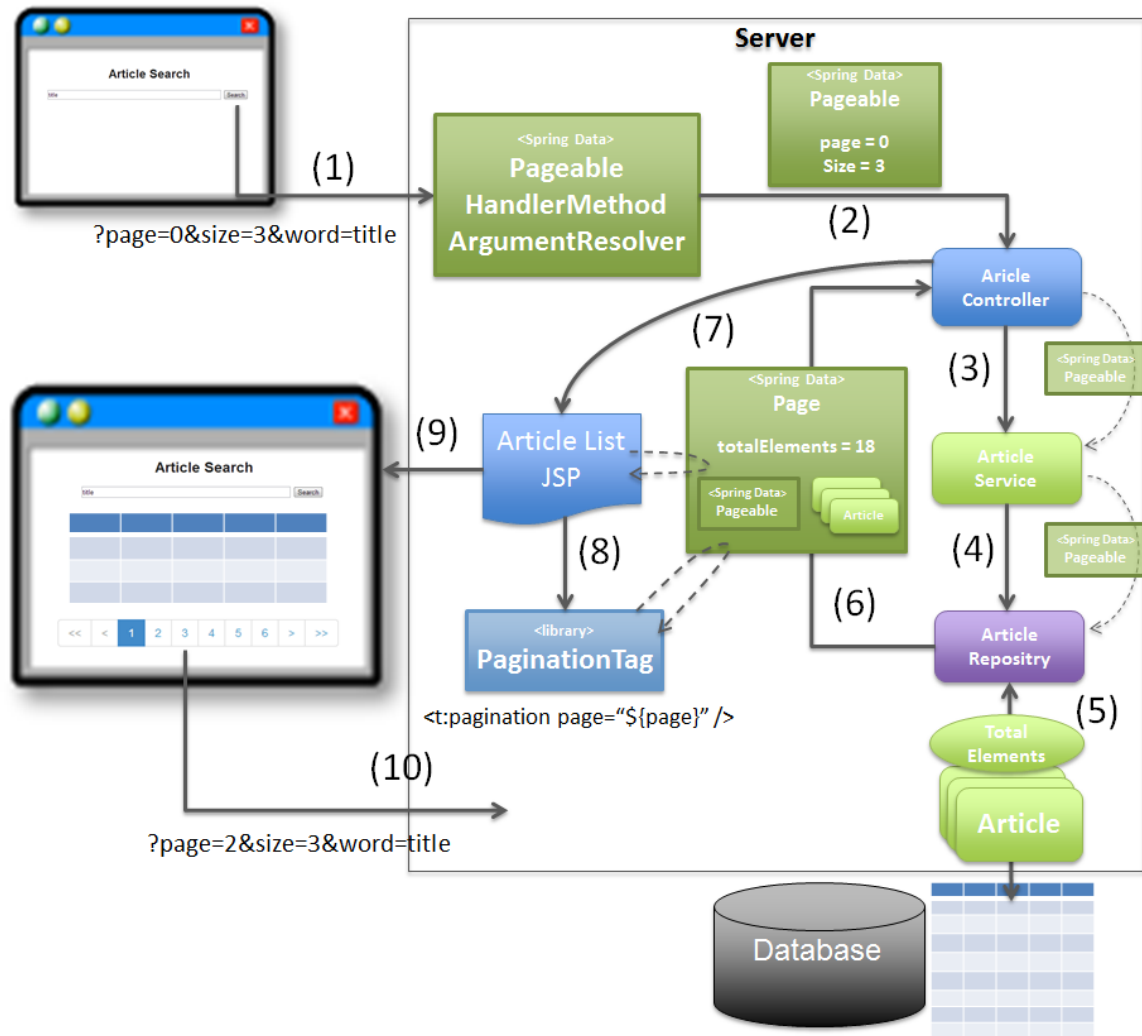 Server
Article Search
title
Search
(1)
?page=0&size=3&word=title
<Spring Data>
Pageable
HandlerMethod
ArgumentResolver
<Spring Data>
Pageable
page = 0
Size = 3
(2)
Aricle
Controller
(3)
<Spring Data>
Pageable
Article
Service
(4)
<Spring Data>
Pageable
Article
Repositry
(5)
Total
Elements
Article
Database
(6)
<Spring Data>
Page
totalElements = 18
<Spring Data>
Pageable
Article
(7)
Article List
JSP
(8)
<library>
PaginationTag
<t:pagination page=“${page}” />
(9)
Article Search
title
Search
<< < 1 2 3 4 5 6 > >>
(10)
?page=2&size=3&word=title